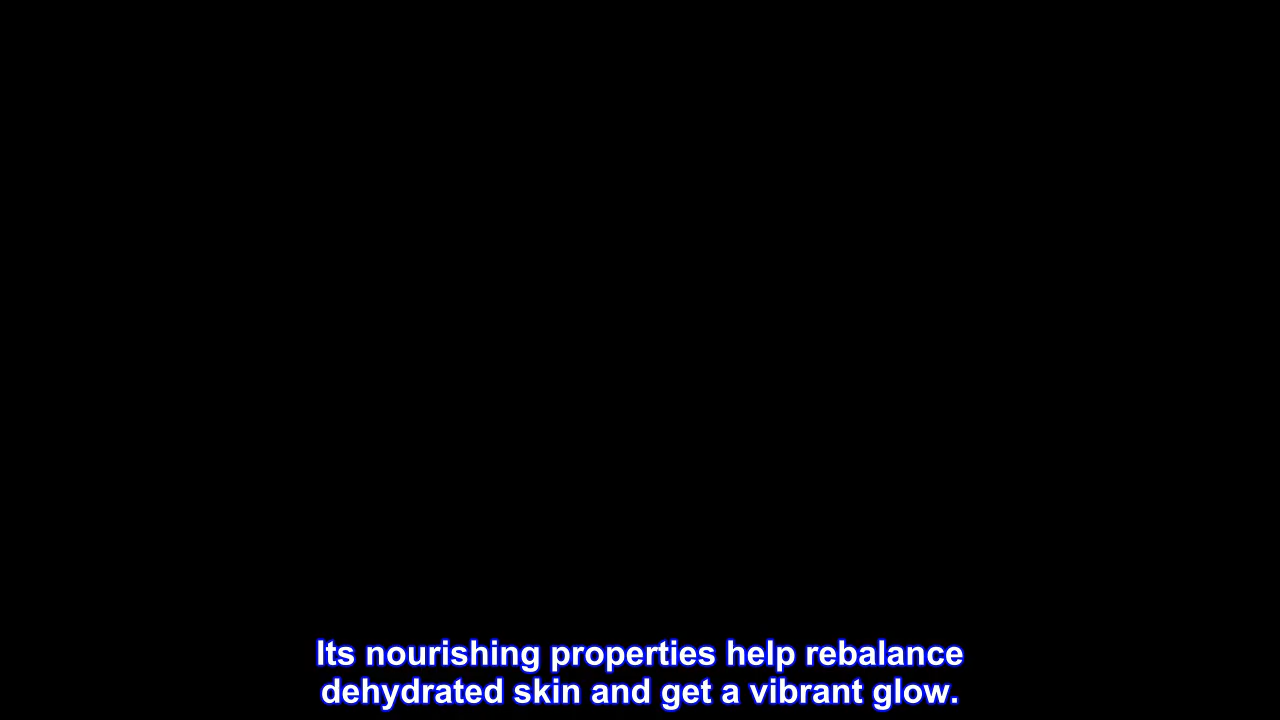 Its nourishing properties help rebalance
dehydrated skin and get a vibrant glow.